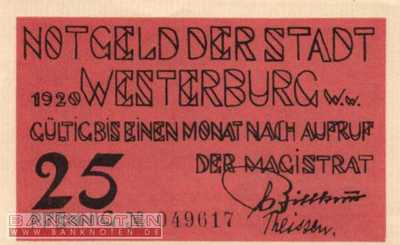 NOTGELD DER STADT
1920 WESTERBURG W.W.
GÜLTIG BIS EINEN MONAT NACH AUFRUF
25 DER MAGISTRAT
Theissen.
BANKNOTEN 49617
WWW.BANKNOTEN.DE